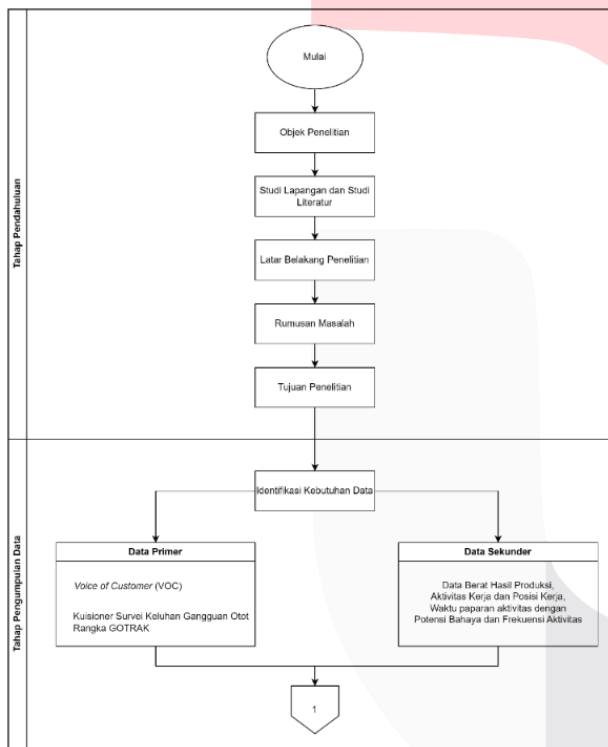 Tahap Pendahuluan
Mulai
Objek Penelitian
Studi Lapangan dan Studi
Literatur
Latar Belakang Penelitian
Rumusan Masalah
Tujuan Penelitian
Tahap Pengumpulan Data
Identifikasi Kebutuhan Data
Data Primer
Voice of Customer (VOC)
Kuisioner Survei Keluhan Gangguan Otot
Rangka GOTRAK
Data Sekunder
Data Berat Hasil Produksi,
Aktivitas Kerja dan Posisi Kerja,
Waktu paparan aktivitas dengan
Potensi Bahaya dan Frekuensi Aktivitas
1